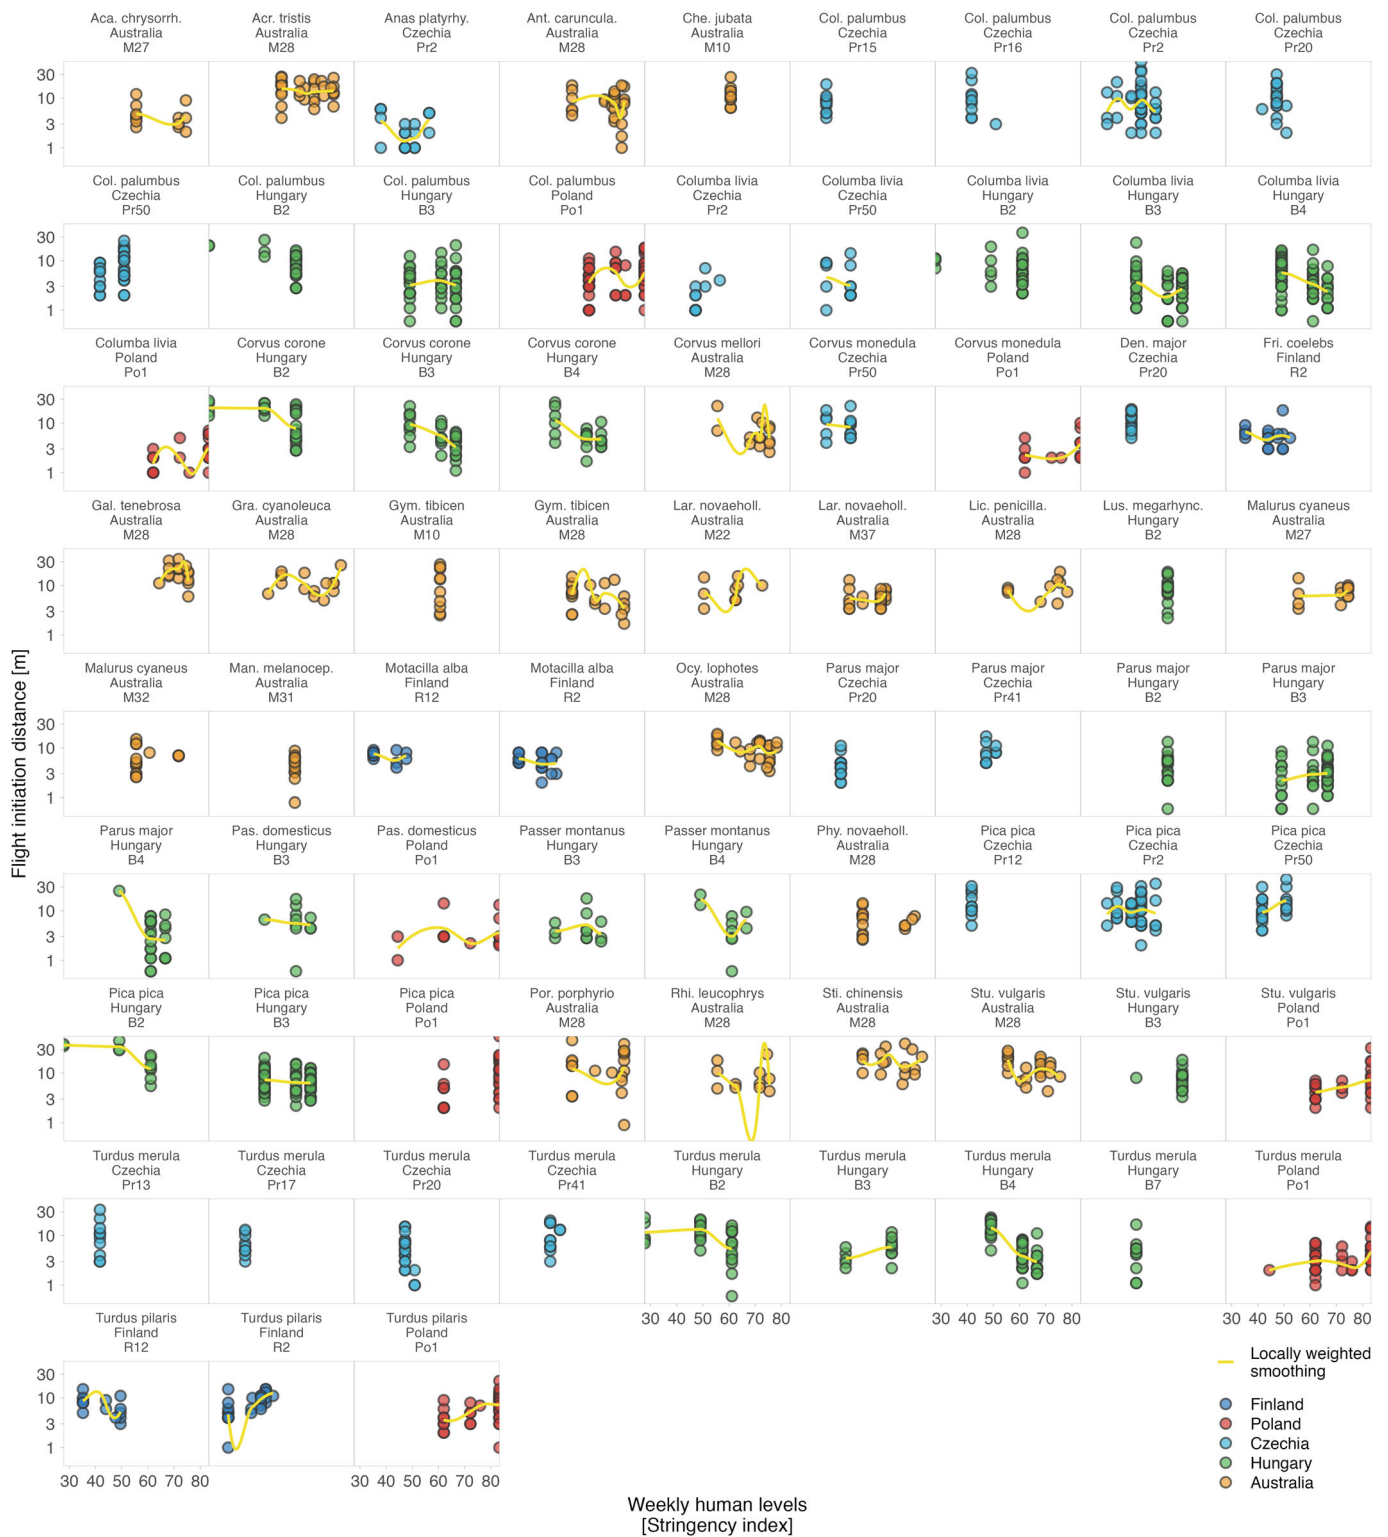 Aca. chrysorrh. Acr. tristis Anas platyrhy. Ant. caruncula. Che. jubata Col. palumbus Col. palumbus Col. palumbus Col. palumbus
Australia Australia Czechia Australia Australia Czechia Czechia Czechia Czechia
M27 M28 Pr2 M28 M10 Pr15 Pr16 Pr2 Pr20
30
10
3
1
Col. palumbus Col. palumbus Col. palumbus Col. palumbus Columba livia Columba livia Columba livia Columba livia Columba livia
Czechia Hungary Hungary Poland Czechia Czechia Hungary Hungary Hungary
Pr50 B2 B3 Po1 Pr2 Pr50 B2 B3 B4
30
10
3
1
Columba livia Corvus corone Corvus corone Corvus corone Corvus mellori Corvus monedula Corvus monedula Den. major Fri. coelebs
Poland Hungary Hungary Hungary Australia Czechia Poland Czechia Finland
Po1 B2 B3 B4 M28 Pr50 Po1 Pr20 R2
30
10
3
1
Gal. tenebrosa Gra. cyanoleuca Gym. tibicen Gym. tibicen Lar. novaeholl. Lar. novaeholl. Lic. penicilla. Lus. megarhync. Malurus cyaneus
Australia Australia Australia Australia Australia Australia Australia Hungary Australia
M28 M28 M10 M28 M22 M37 M28 B2 M27
30
10
3
1
Flight initiation distance [m]
Malurus cyaneus Man. melanocep. Motacilla alba Motacilla alba Ocy. lophotes Parus major Parus major Parus major Parus major
Australia Australia Finland Finland Australia Czechia Czechia Hungary Hungary
M32 M31 R12 R2 M28 Pr20 Pr41 B2 B3
30
10
3
1
Parus major Pas. domesticus Pas. domesticus Passer montanus Passer montanus Phy. novaeholl. Pica pica Pica pica Pica pica
Hungary Hungary Poland Hungary Hungary Australia Czechia Czechia Czechia
B4 B3 Po1 B3 B4 M28 Pr12 Pr2 Pr50
30
10
3
1
Pica pica Pica pica Pica pica Por. porphyrio Rhi. leucophrys Sti. chinensis Stu. vulgaris Stu. vulgaris Stu. vulgaris
Hungary Hungary Poland Australia Australia Australia Australia Hungary Poland
B2 B3 Po1 M28 M28 M28 M28 B3 Po1
30
10
3
1
Turdus merula Turdus merula Turdus merula Turdus merula Turdus merula Turdus merula Turdus merula Turdus merula Turdus merula
Czechia Czechia Czechia Czechia Hungary Hungary Hungary Hungary Poland
Pr13 Pr17 Pr20 Pr41 B2 B3 B4 B7 Po1
30
10
3
1
30 40 50 60 70 80 30 40 50 60 70 80 30 40 50 60 70 80
Turdus pilaris Turdus pilaris Turdus pilaris
Finland Finland Poland
R12 R2 Po1
30
10
3
1
30 40 50 60 70 80 30 40 50 60 70 80
Locally weighted
smoothing
Finland
Poland
Czechia
Hungary
Australia
Weekly human levels
[Stringency index]